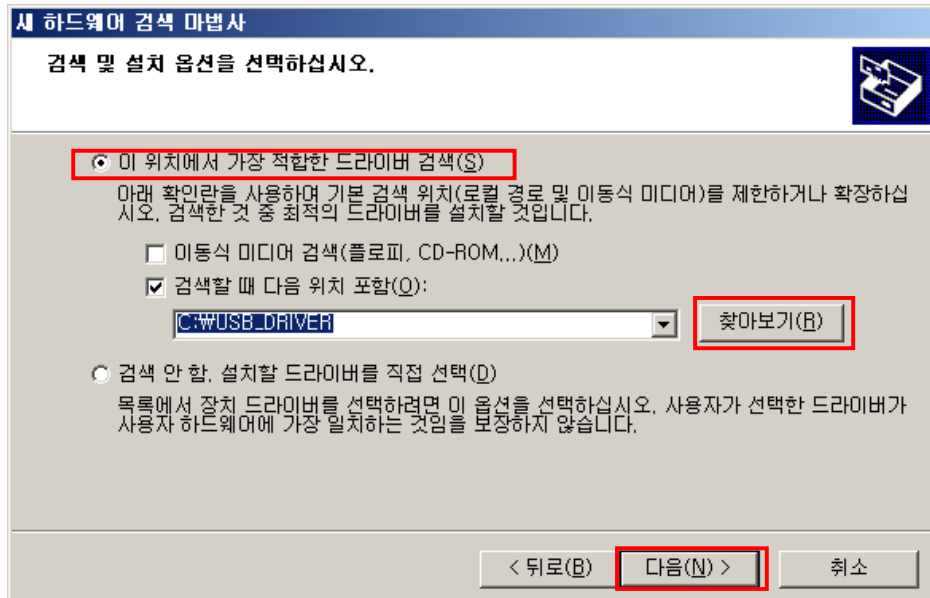 새 하드웨어 검색 마법사
검색 및 설치 옵션을 선택하십시오.
이 위치에서 가장 적합한 드라이버 검색(S)
아래 확인란을 사용하여 기본 검색 위치(로컬 경로 및 이동식 미디어)를 제한하거나 확장하십
시오. 검색한 것 중 최적의 드라이버를 설치할 것입니다.
이동식 미디어 검색(플로피, CD-ROM...)(M)
검색할 때 다음 위치 포함(O):
C:₩USB_DRIVER
찾아보기(R)
검색 안 함. 설치할 드라이버를 직접 선택(D)
목록에서 장치 드라이버를 선택하려면 이 옵션을 선택하십시오. 사용자가 선택한 드라이버가
사용자 하드웨어에 가장 일치하는 것임을 보장하지 않습니다.
< 뒤로(B) 다음(N) > 취소